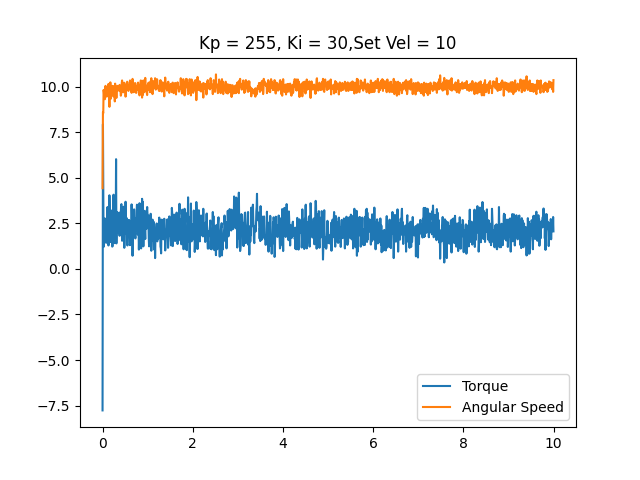 Kp = 255, Ki = 30,Set Vel = 10
10.0
7.5
5.0
2.5
0.0
−2.5
−5.0
−7.5
Torque
Angular Speed
0 2 4 6 8 10